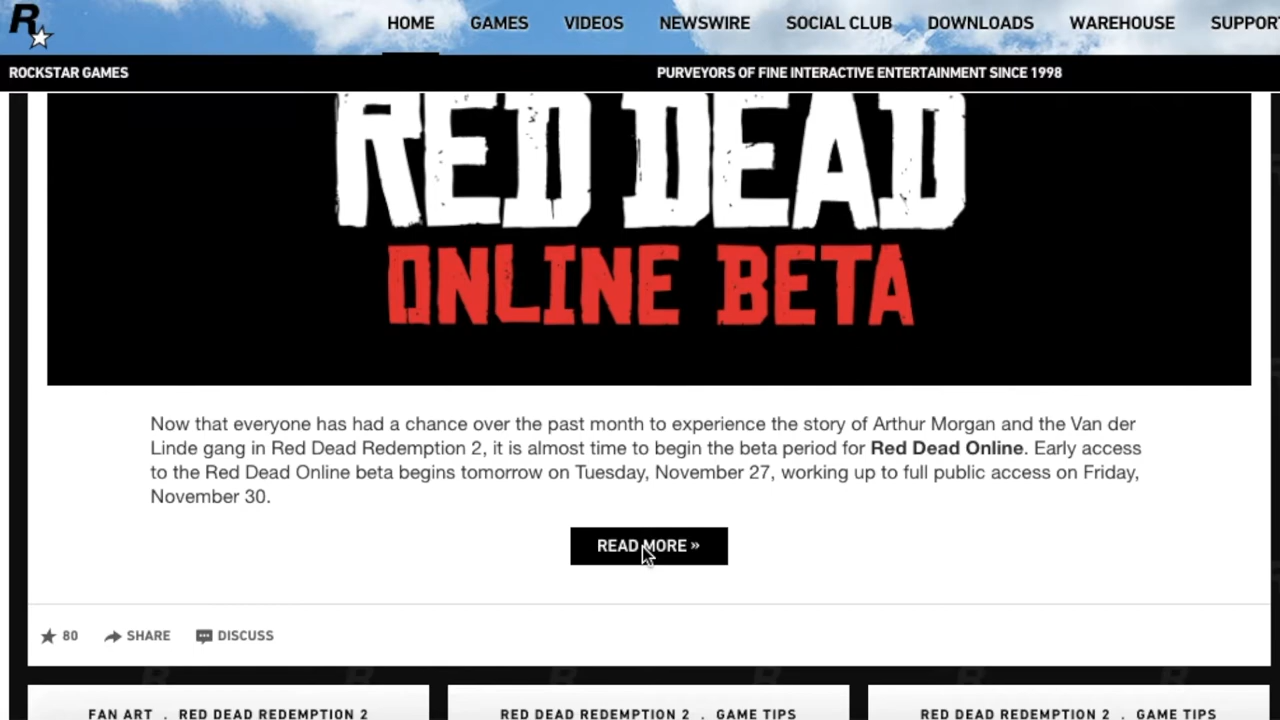 R
HOME GAMES VIDEOS NEWSWIRE SOCIAL CLUB DOWNLOADS WAREHOUSE SUPPORT
ROCKSTAR GAMES PURVEYORS OF FINE INTERACTIVE ENTERTAINMENT SINCE 1998
RED DEAD
ONLINE BETA
Now that everyone has had a chance over the past month to experience the story of Arthur Morgan and the Van der
Linde gang in Red Dead Redemption 2, it is almost time to begin the beta period for Red Dead Online. Early access
to the Red Dead Online beta begins tomorrow on Tuesday, November 27, working up to full public access on Friday,
November 30.
READ MORE »
80 SHARE DISCUSS
FAN ART . RED DEAD REDEMPTION 2 RED DEAD REDEMPTION 2 . GAME TIPS RED DEAD REDEMPTION 2 . GAME TIPS